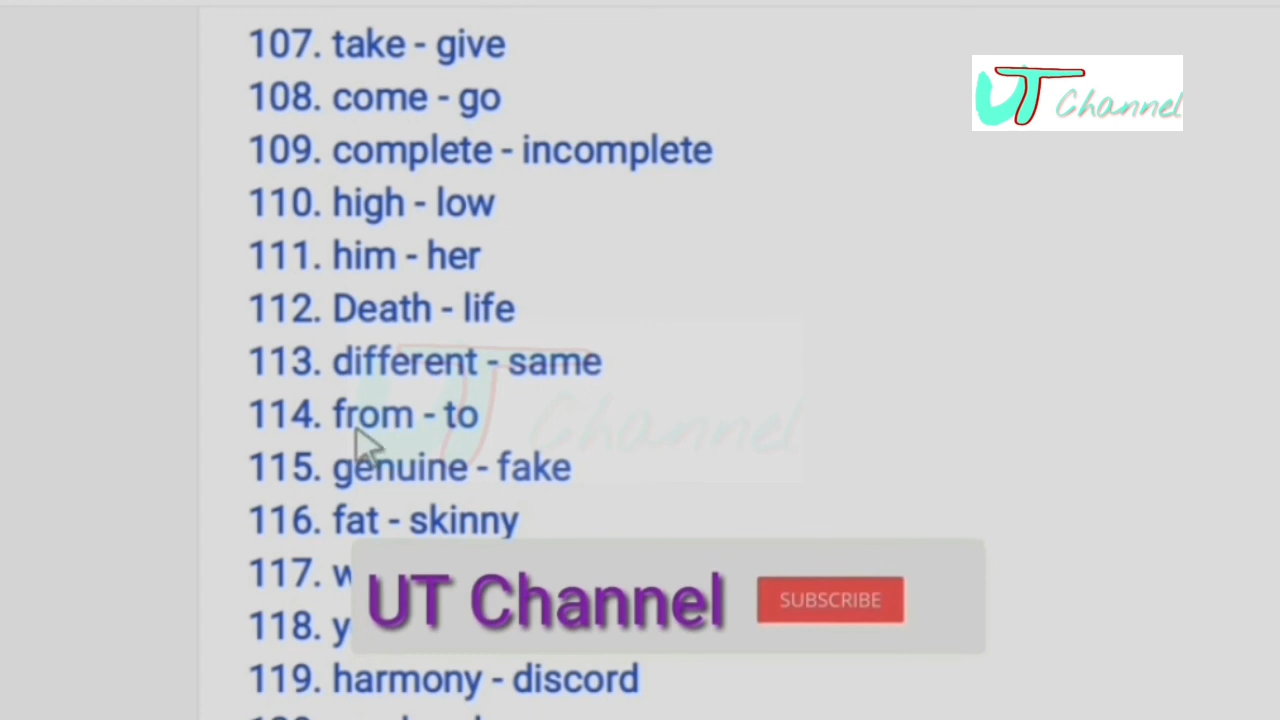 107. take - give
UT Channel
108. come - go
109. complete - incomplete
110. high - low
111. him - her
112. Death - life
113. different - same
UT Channel
114. from - to
115. genuine - fake
116. fat - skinny
117.
UT Channel SUBSCRIBE
118.
119. harmony - discord